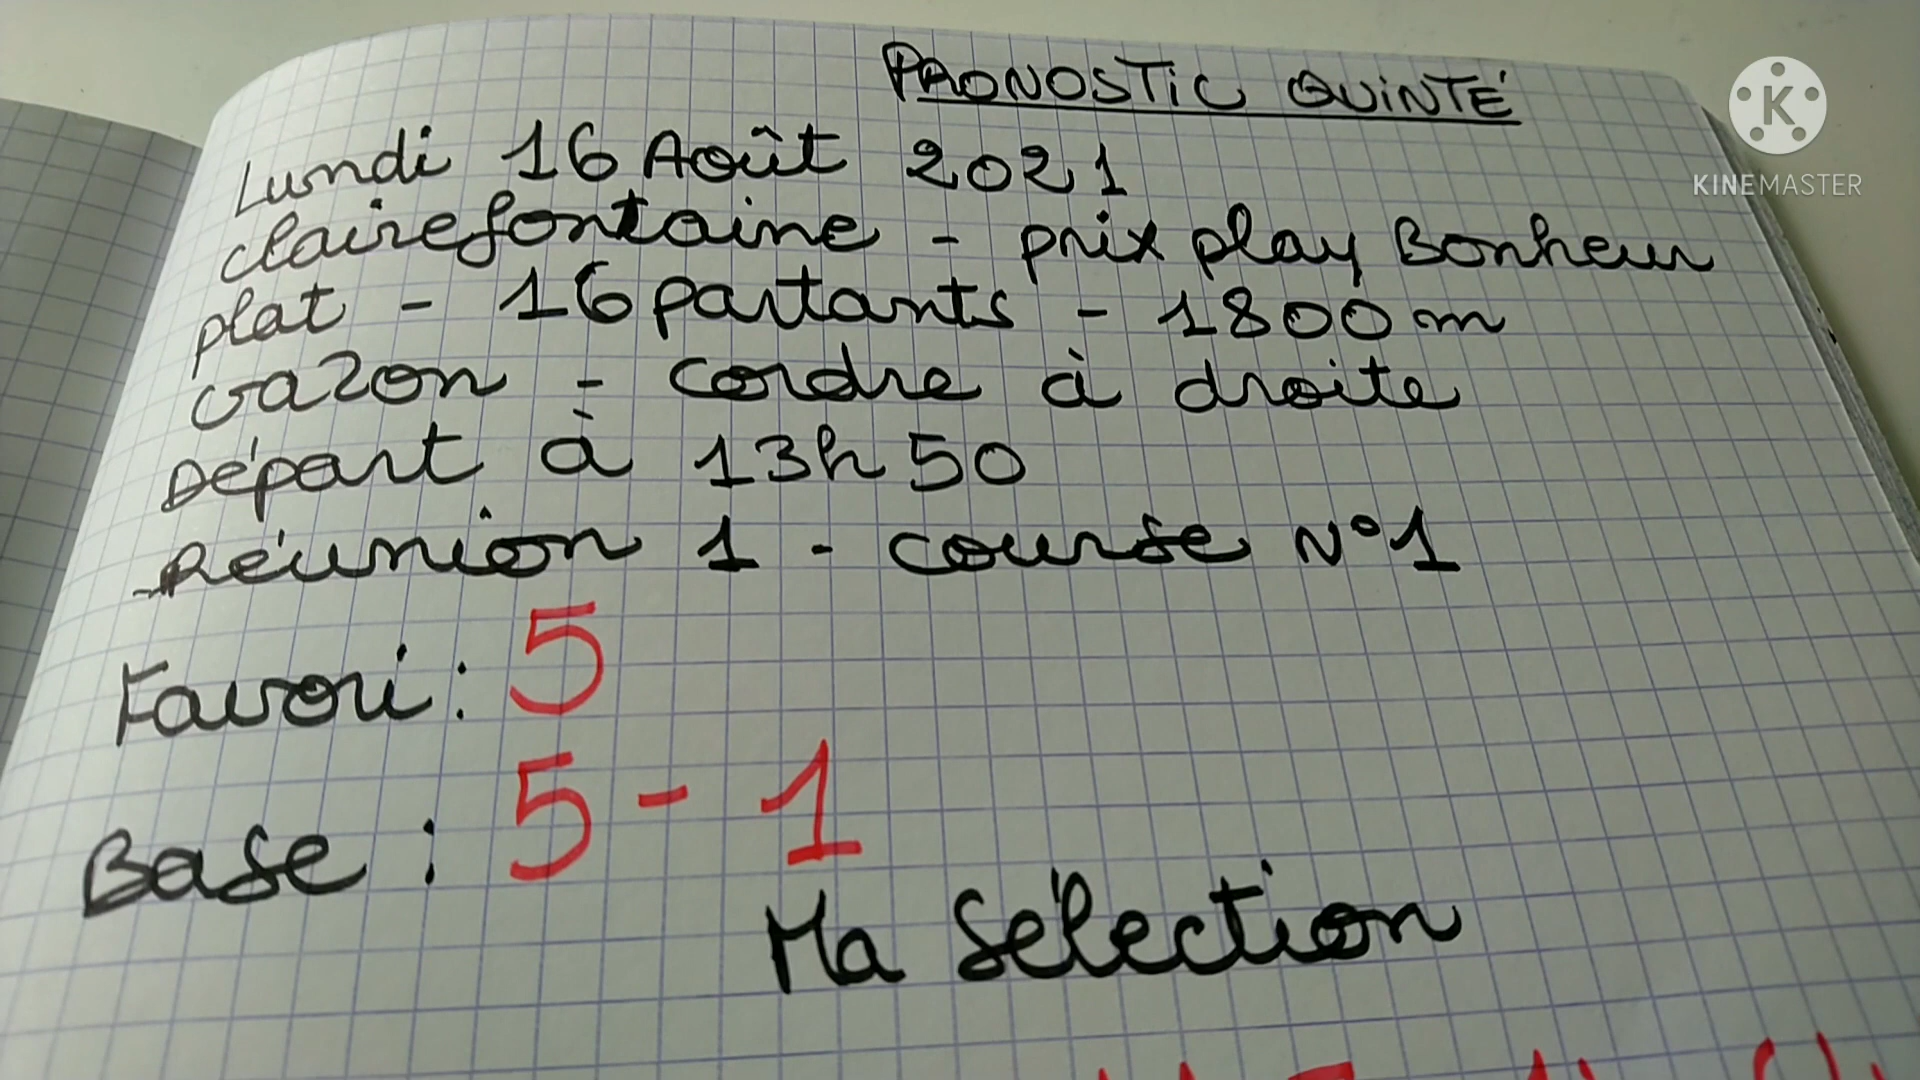 PRONOSTIC QUINTÉ
Lundi 16 Août 2021
clairefontaine - prix play Bonheur
plat - 16 partants - 1800 m
Gazon - cordre à droite
Départ à 13h50
Réunion 1 - course N°1
Favori : 5
Base : 5 - 1
Ma Sélection
K
KINEMASTER